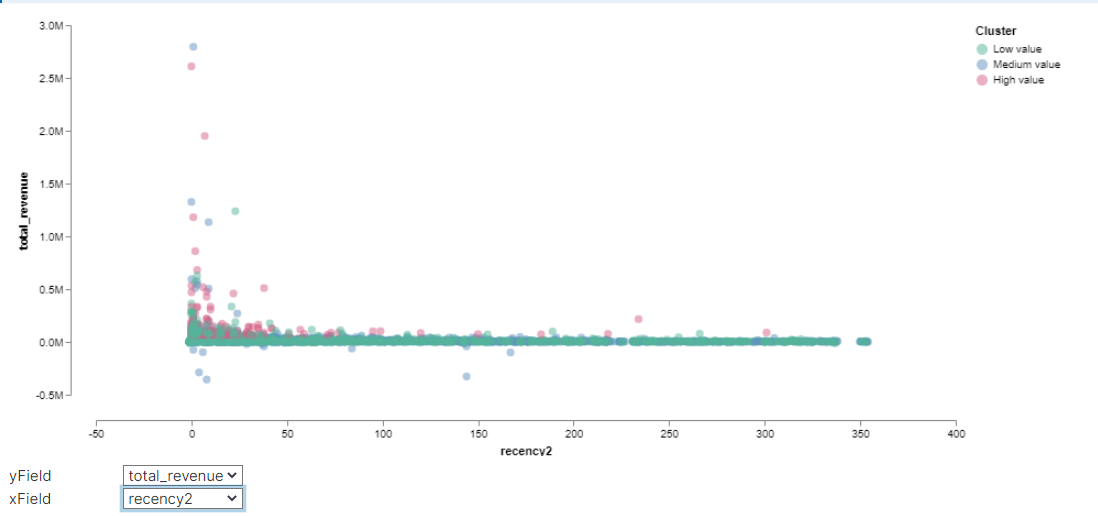 3.0M
2.5M
2.0M
1.5M
1.0M
0.5M
0.0M
-0.5M
total_revenue
-50 0 50 100 150 200 250 300 350 400
recency2
Cluster
Low value
Medium value
High value
yField total_revenue
xField recency2